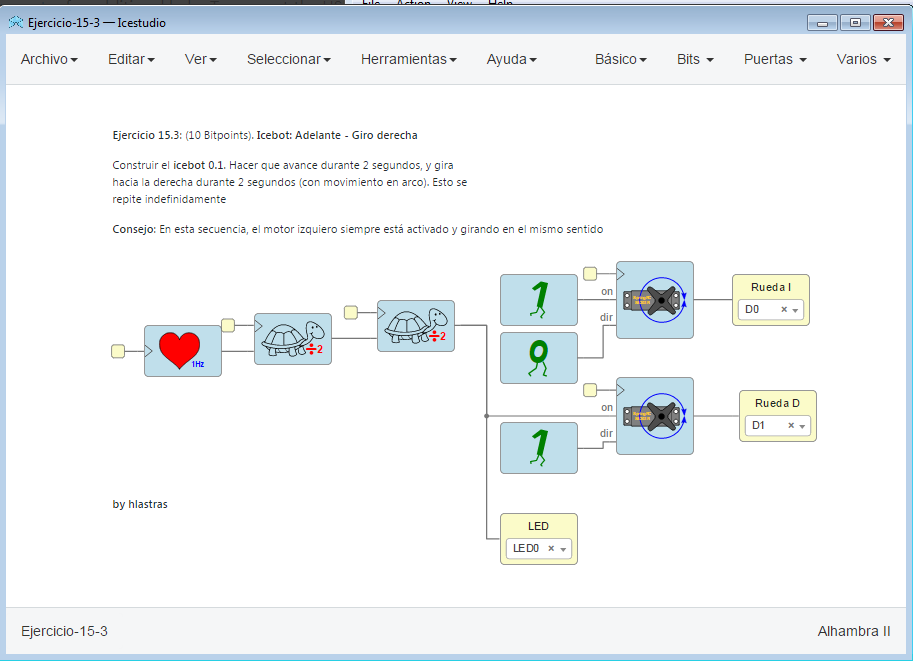 File Action View Help
Ejercicio-15-3 — Icestudio
Archivo Editar Ver Seleccionar Herramientas Ayuda Básico Bits Puertas Varios
Ejercicio 15.3: (10 Bitpoints). Icebot: Adelante - Giro derecha
Construir el icebot 0.1. Hacer que avance durante 2 segundos, y gira
hacia la derecha durante 2 segundos (con movimiento en arco). Esto se
repite indefinidamente
Consejo: En esta secuencia, el motor izquiero siempre está activado y girando en el mismo sentido
1
on
dir
Rueda I
D0 ×
1Hz
÷2
÷2
0
on
dir
Rueda D
D1 ×
1
by hlastras
LED
LED0 ×
Ejercicio-15-3
Alhambra II